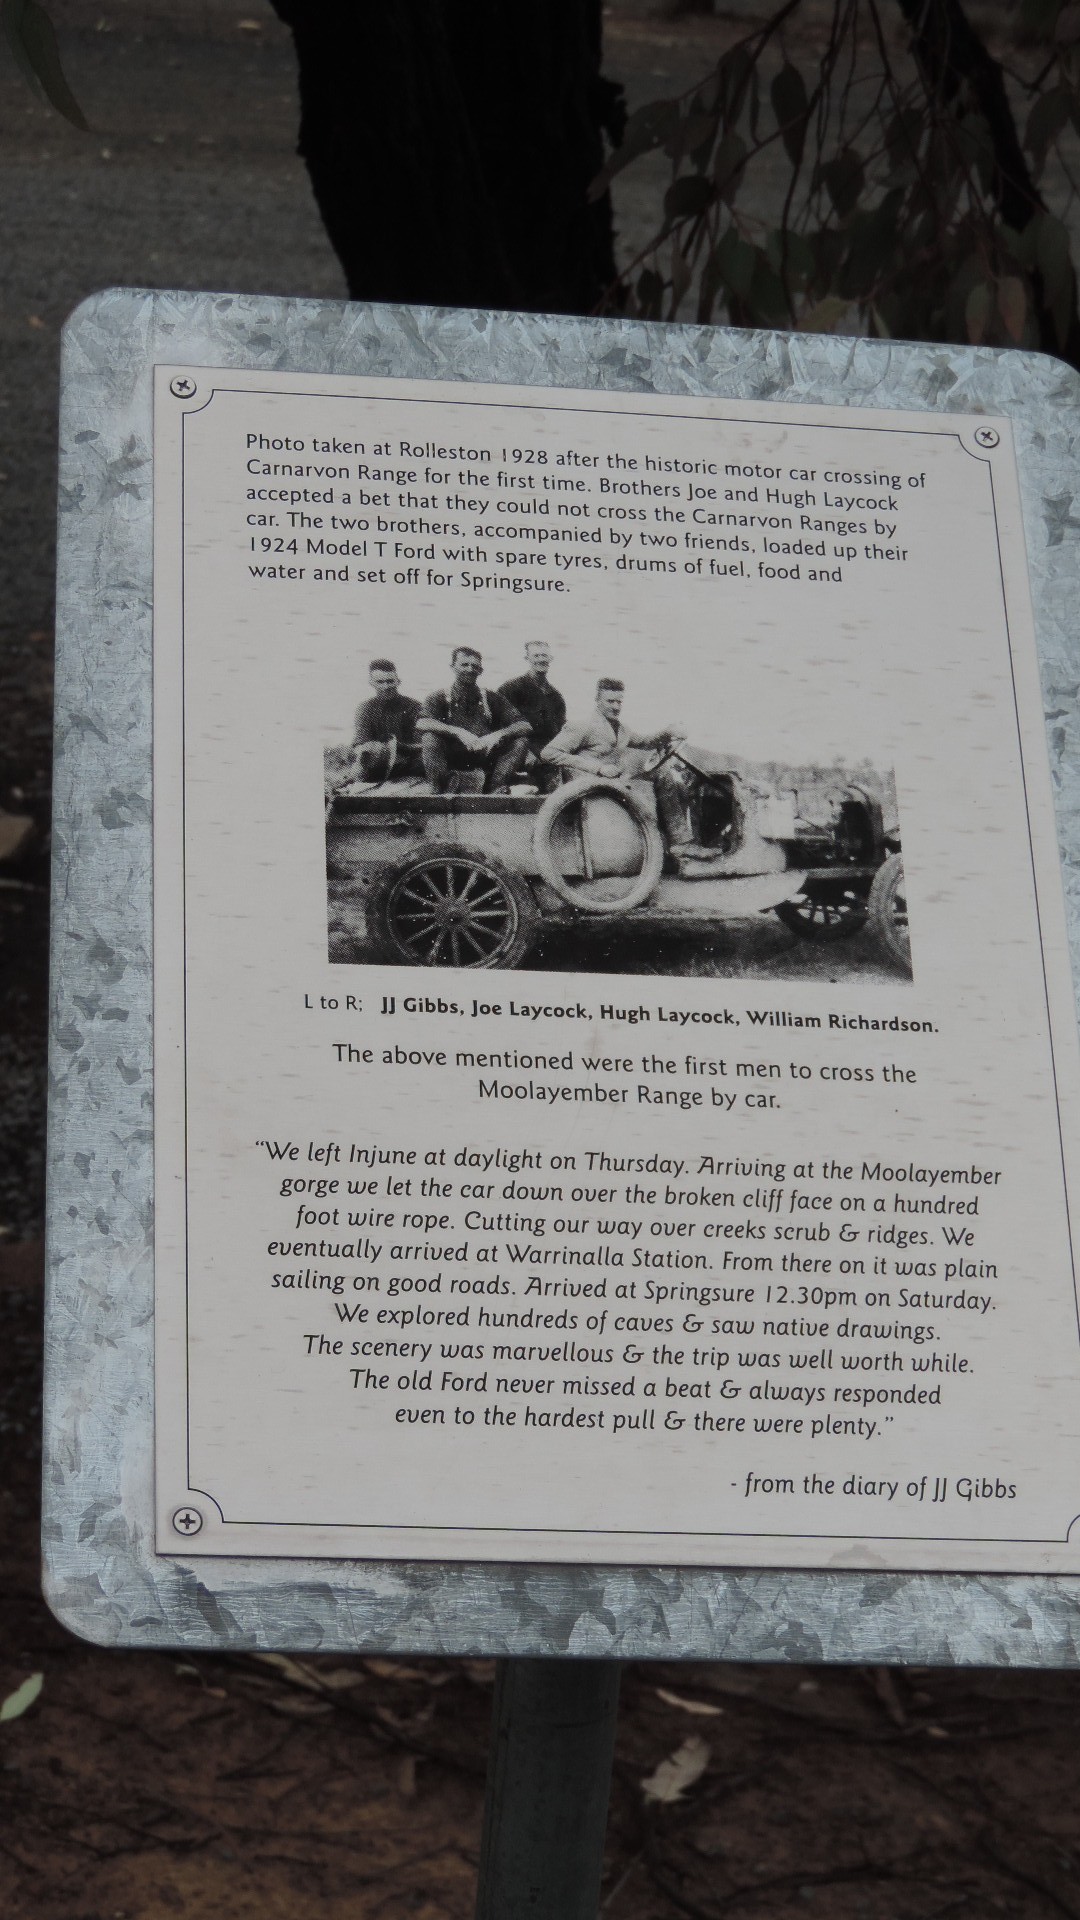 Photo taken at Rolleston 1928 after the historic motor car crossing of
Carnarvon Range for the first time. Brothers Joe and Hugh Laycock
accepted a bet that they could not cross the Carnarvon Ranges by
car. The two brothers, accompanied by two friends, loaded up their
1924 Model T Ford with spare tyres, drums of fuel, food and
water and set off for Springsure.
L to R; JJ Gibbs, Joe Laycock, Hugh Laycock, William Richardson.
The above mentioned were the first men to cross the
Moolayember Range by car.
“We left Injune at daylight on Thursday. Arriving at the Moolayember
gorge we let the car down over the broken cliff face on a hundred
foot wire rope. Cutting our way over creeks scrub & ridges. We
eventually arrived at Warrinalla Station. From there on it was plain
sailing on good roads. Arrived at Springsure 12.30pm on Saturday.
We explored hundreds of caves & saw native drawings.
The scenery was marvellous & the trip was well worth while.
The old Ford never missed a beat & always responded
even to the hardest pull & there were plenty.”
- from the diary of JJ Gibbs